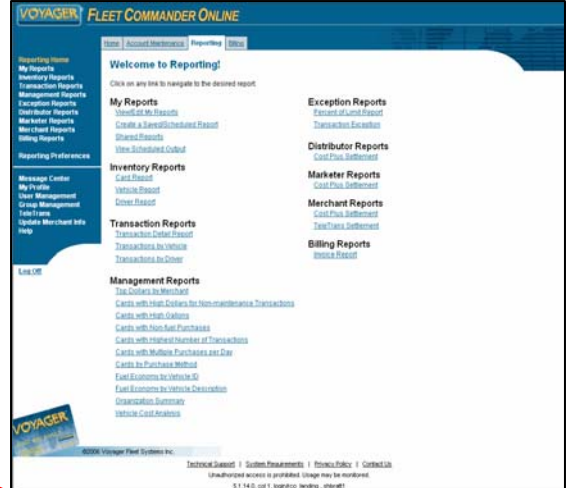 VOYAGER FLEET COMMANDER ONLINE
Home Account Maintenance Reporting Billing
Reporting Home
My Reports
Inventory Reports
Transaction Reports
Management Reports
Exception Reports
Distributor Reports
Marketer Reports
Merchant Reports
Billing Reports
Reporting Preferences
Message Center
My Profile
User Management
Group Management
TeleTrans
Update Merchant Info
Help
Log Off
Welcome to Reporting!
Click on any link to navigate to the desired report.
My Reports
View/Edit My Reports
Create a Saved/Scheduled Report
Shared Reports
View Scheduled Output
Inventory Reports
Card Report
Vehicle Report
Driver Report
Transaction Reports
Transaction Detail Report
Transactions by Vehicle
Transactions by Driver
Management Reports
Top Dollars by Merchant
Cards with High Dollars for Non-maintenance Transactions
Cards with High Gallons
Cards with Non-fuel Purchases
Cards with Highest Number of Transactions
Cards with Multiple Purchases per Day
Cards by Purchase Method
Fuel Economy by Vehicle ID
Fuel Economy by Vehicle Description
Organization Summary
Vehicle Cost Analysis
Exception Reports
Percent of Limit Report
Transaction Exception
Distributor Reports
Cost Plus Settlement
Marketer Reports
Cost Plus Settlement
Merchant Reports
Cost Plus Settlement
TeleTrans Settlement
Billing Reports
Invoice Report
VOYAGER
©2006 Voyager Fleet Systems Inc.
Technical Support | System Requirements | Privacy Policy | Contact Us
Unauthorized access is prohibited. Usage may be monitored.